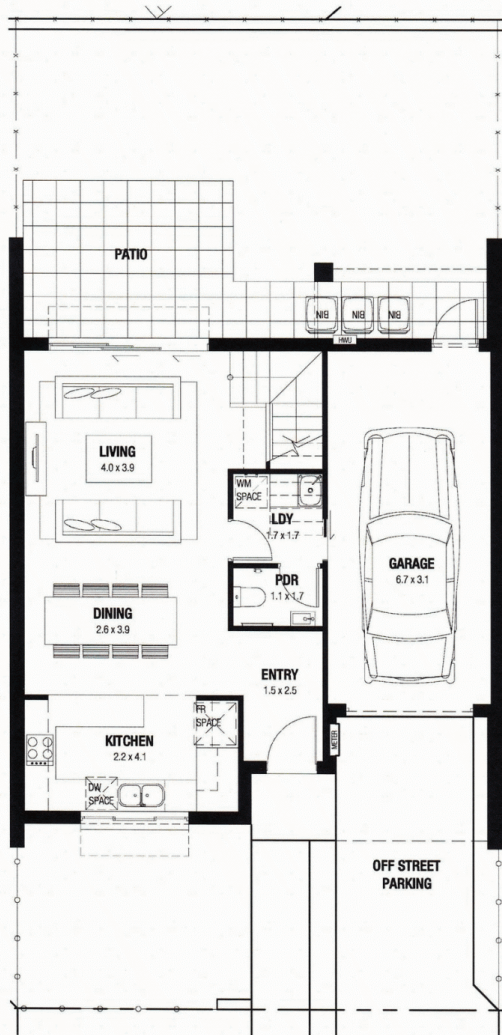 PATIO
BIN
BIN
BIN
HWU
LIVING
4.0 x 3.9
WM
SPACE
LDY
1.7 x 1.7
GARAGE
6.7 x 3.1
PDR
1.1 x 1.7
DINING
2.6 x 3.9
ENTRY
1.5 x 2.5
FR
SPACE
KITCHEN
2.2 x 4.1
METER
DW
SPACE
OFF STREET
PARKING